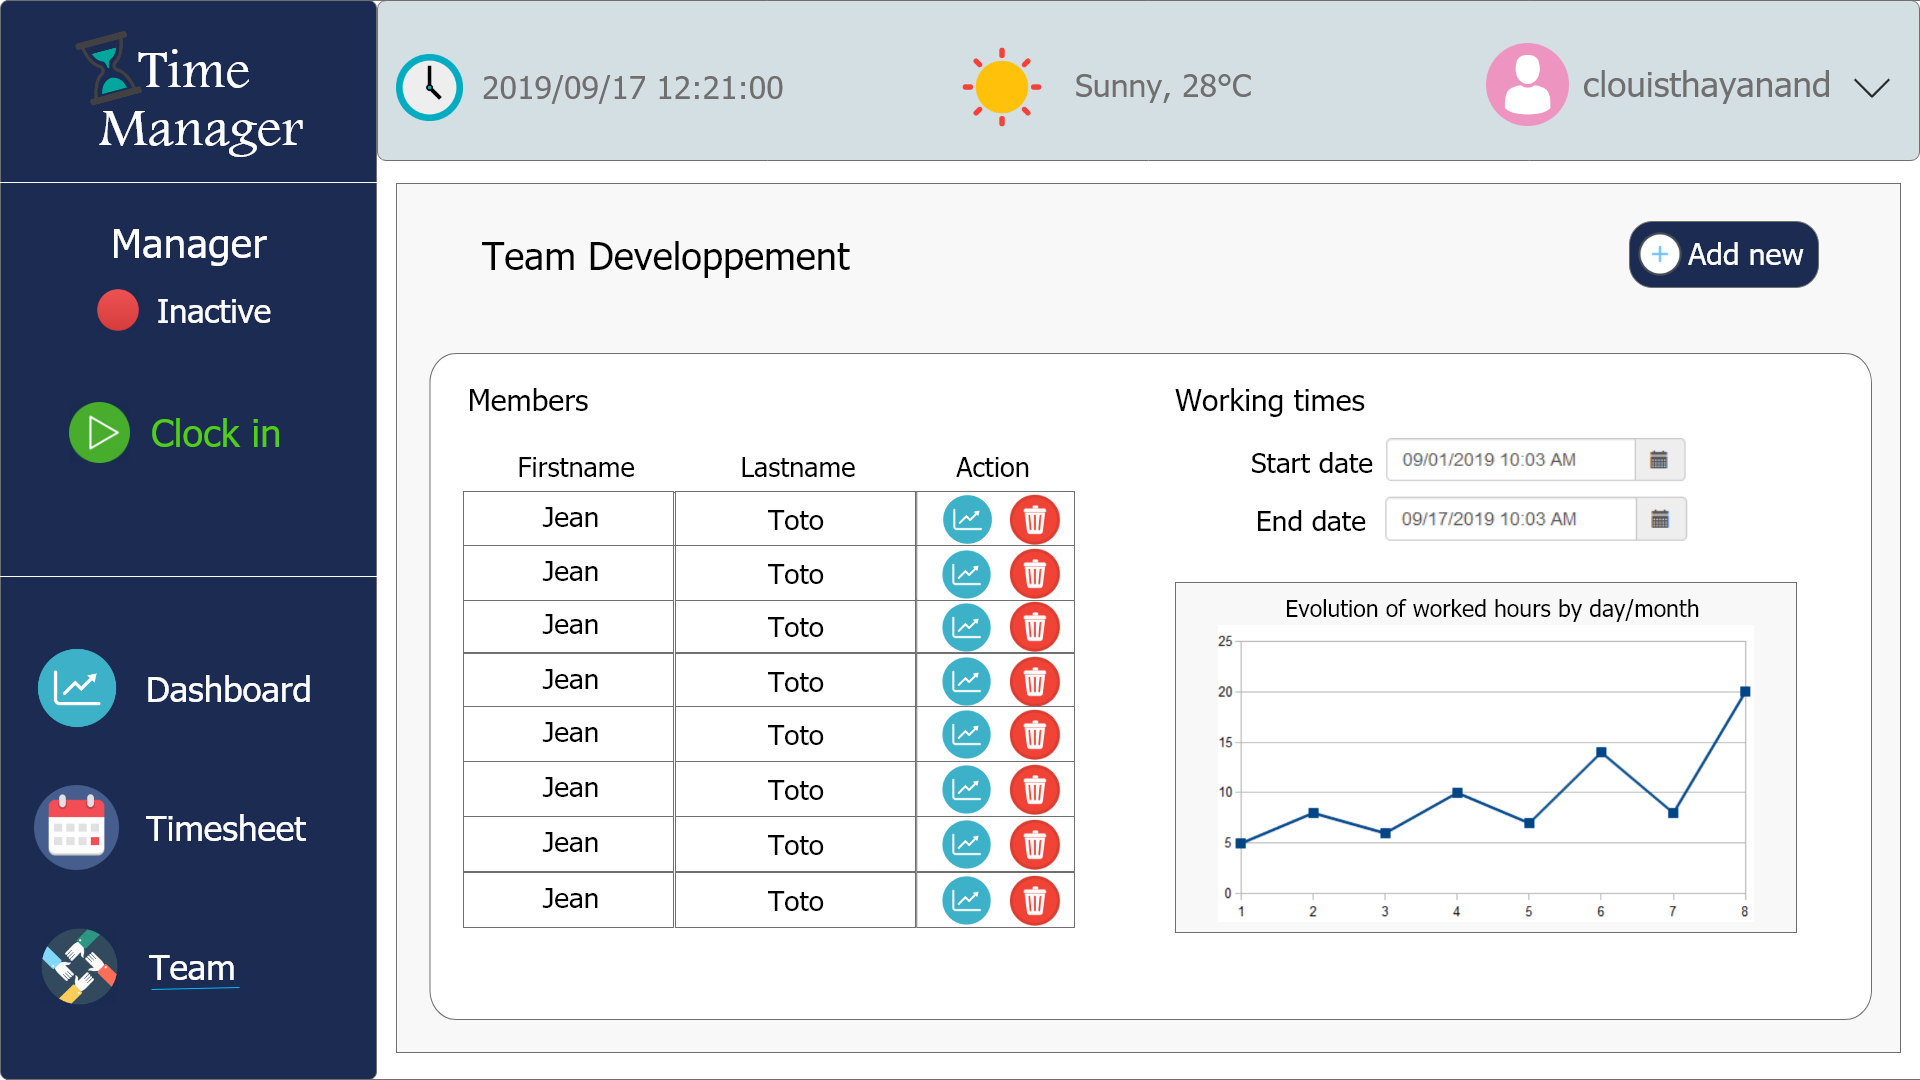 Time
Manager
2019/09/17 12:21:00
Sunny, 28°C
clouisthayanand
Manager
Inactive
Clock in
Dashboard
Timesheet
Team
Team Developpement
Add new
Members
Firstname Lastname Action
Jean Toto
Jean Toto
Jean Toto
Jean Toto
Jean Toto
Jean Toto
Jean Toto
Jean Toto
Working times
Start date 09/01/2019 10:03 AM
End date 09/17/2019 10:03 AM
Evolution of worked hours by day/month
25
20
15
10
5
0
1 2 3 4 5 6 7 8